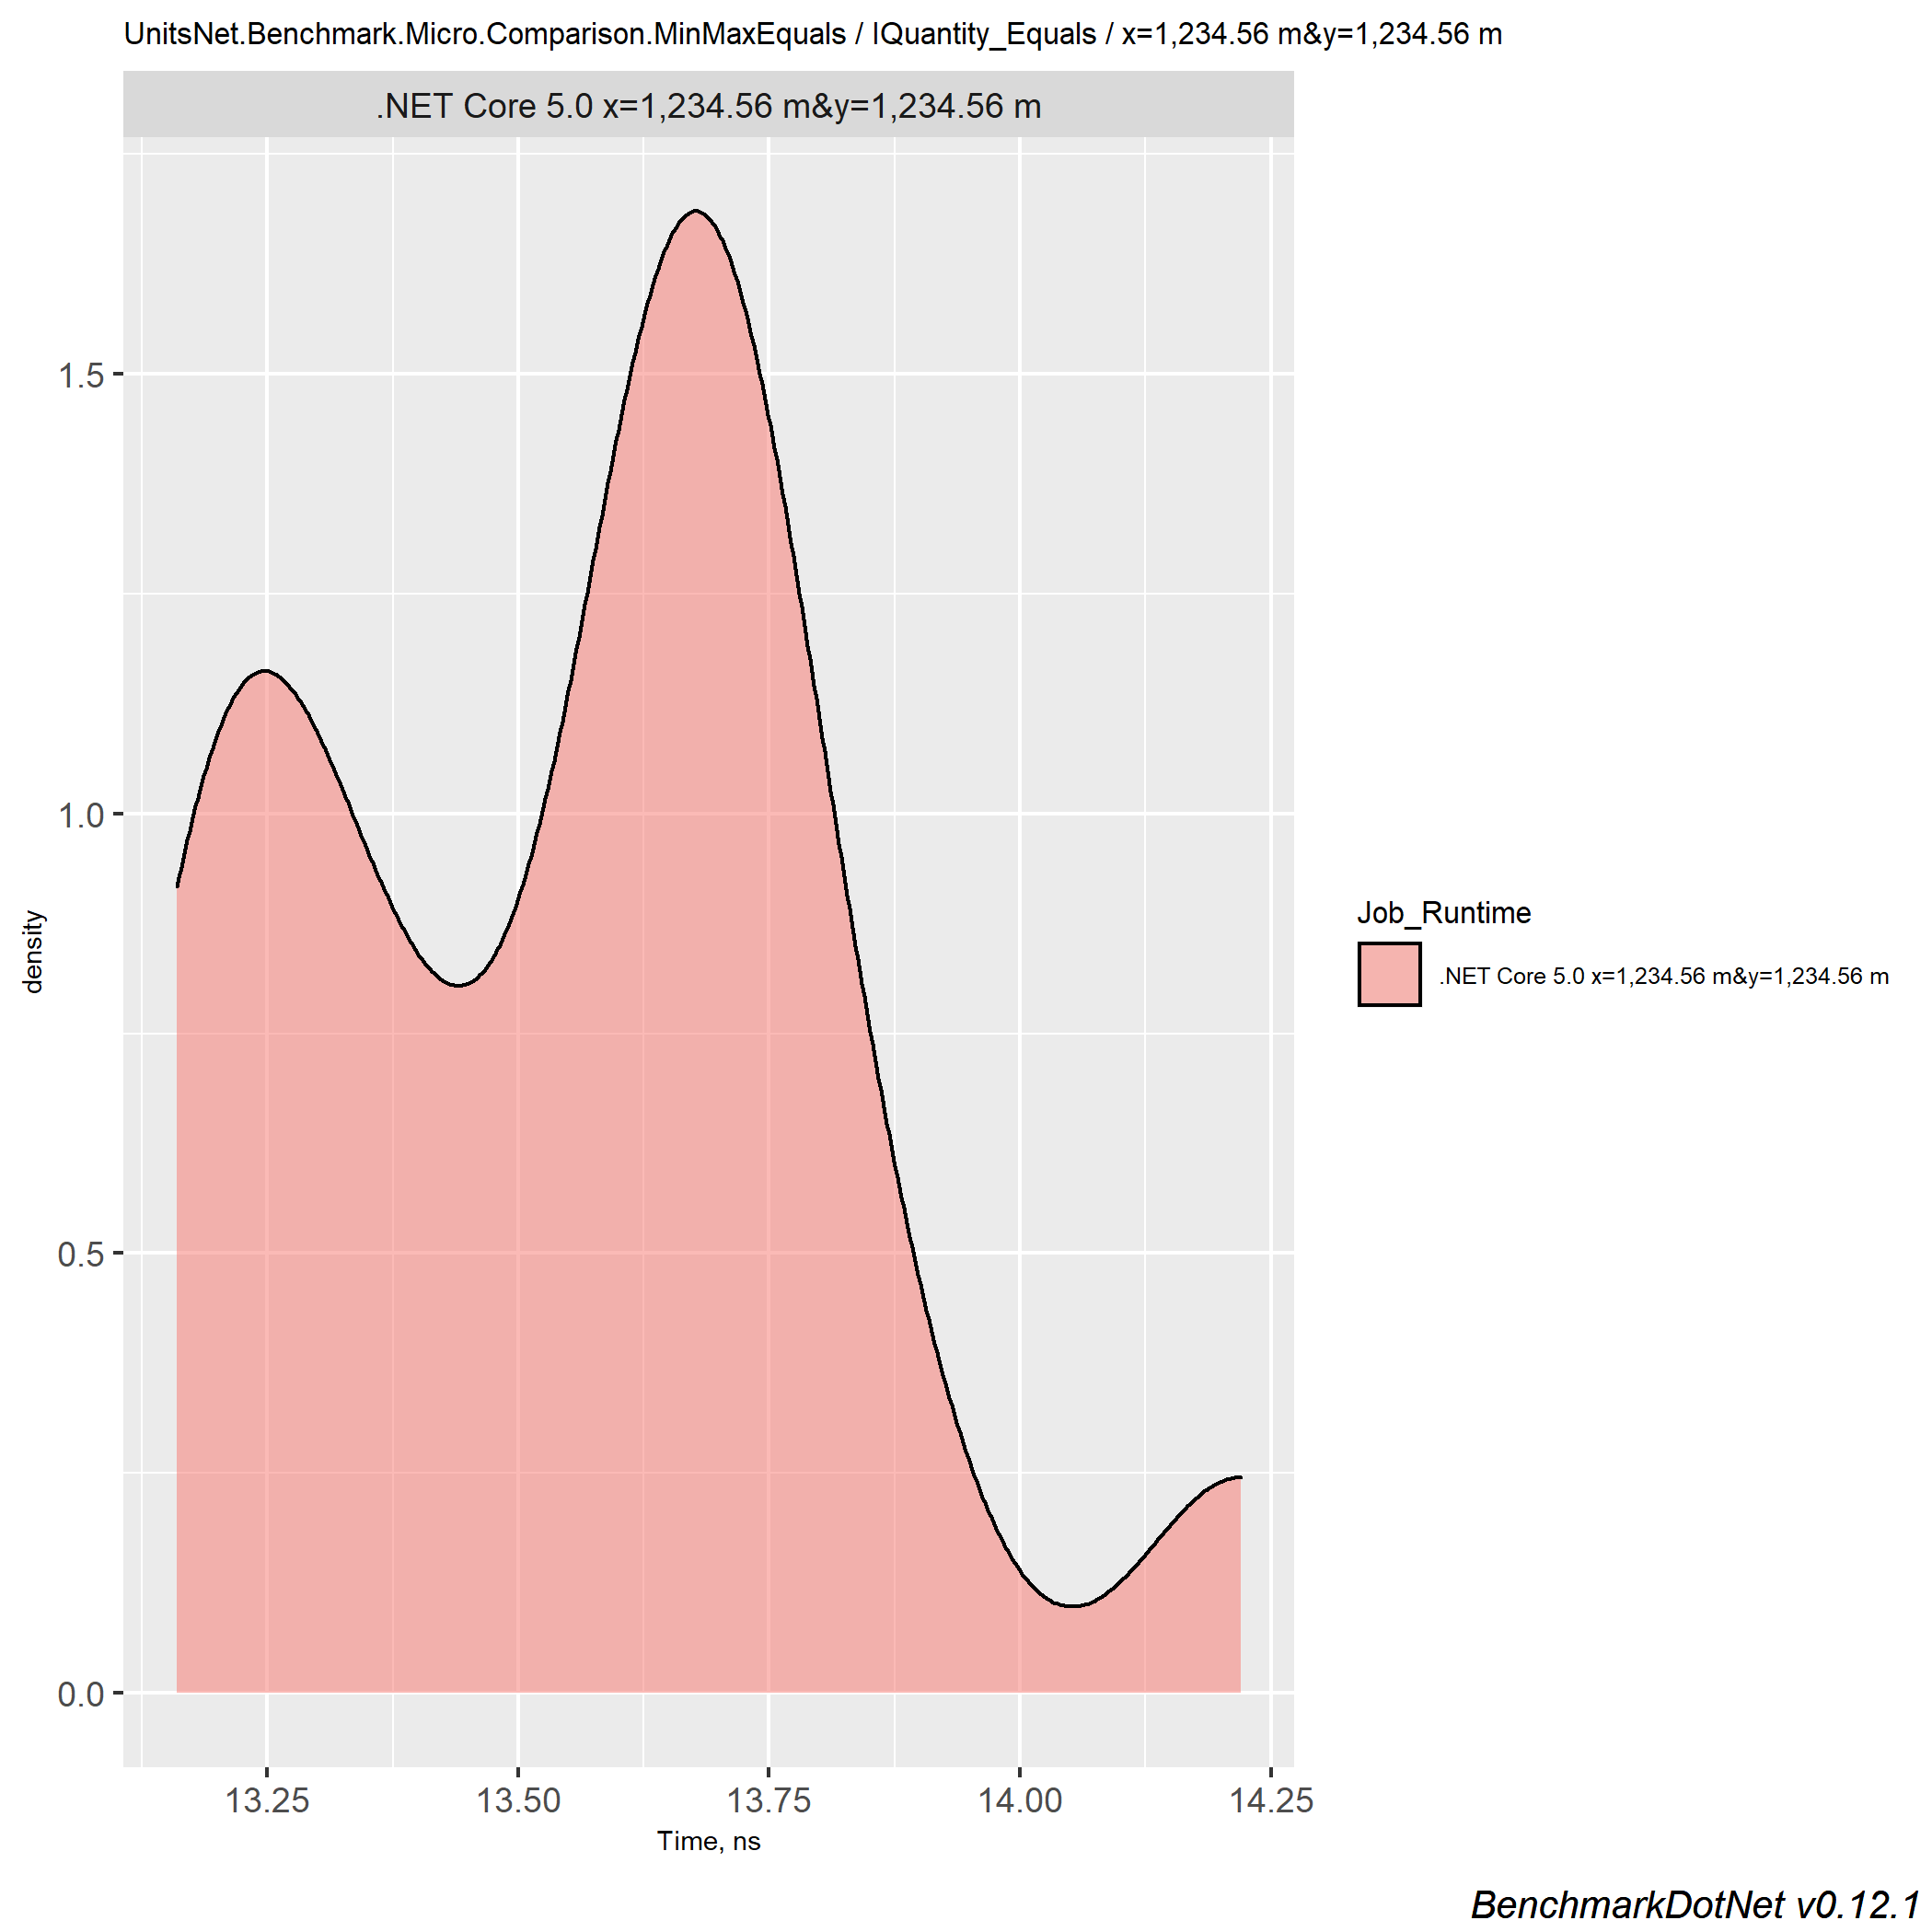 UnitsNet.Benchmark.Micro.Comparison.MinMaxEquals / IQuantity_Equals / x=1,234.56 m&y=1,234.56 m
.NET Core 5.0 x=1,234.56 m&y=1,234.56 m
1.5
1.0
0.5
0.0
density
13.25 13.50 13.75 14.00 14.25
Time, ns
Job_Runtime
.NET Core 5.0 x=1,234.56 m&y=1,234.56 m
BenchmarkDotNet v0.12.1